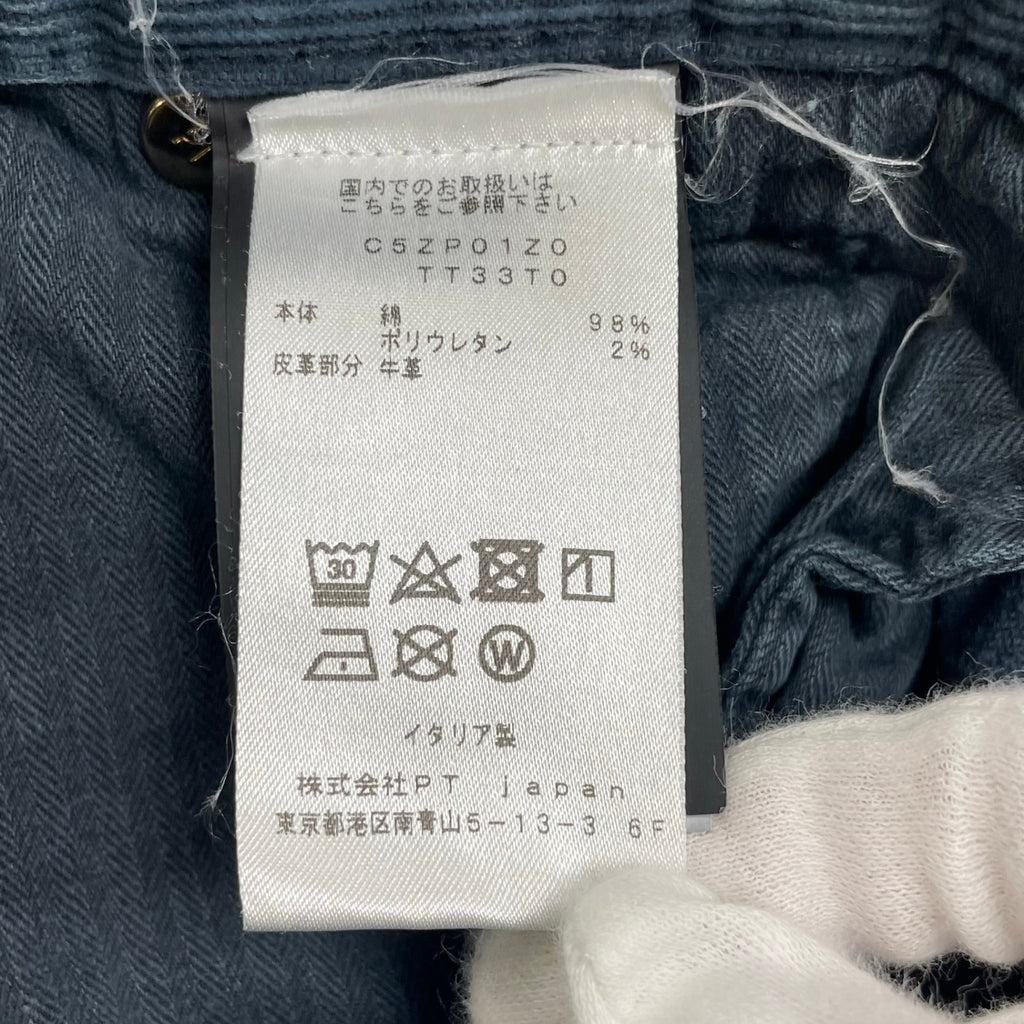 国内でのお取扱いは
こちらをご参照下さい
C5ZP01Z0
TT33T0
本体 綿 98%
ポリウレタン 2%
皮革部分 牛革
30
W
イタリア製
株式会社PT japan
東京都港区南青山5-13-3 6F